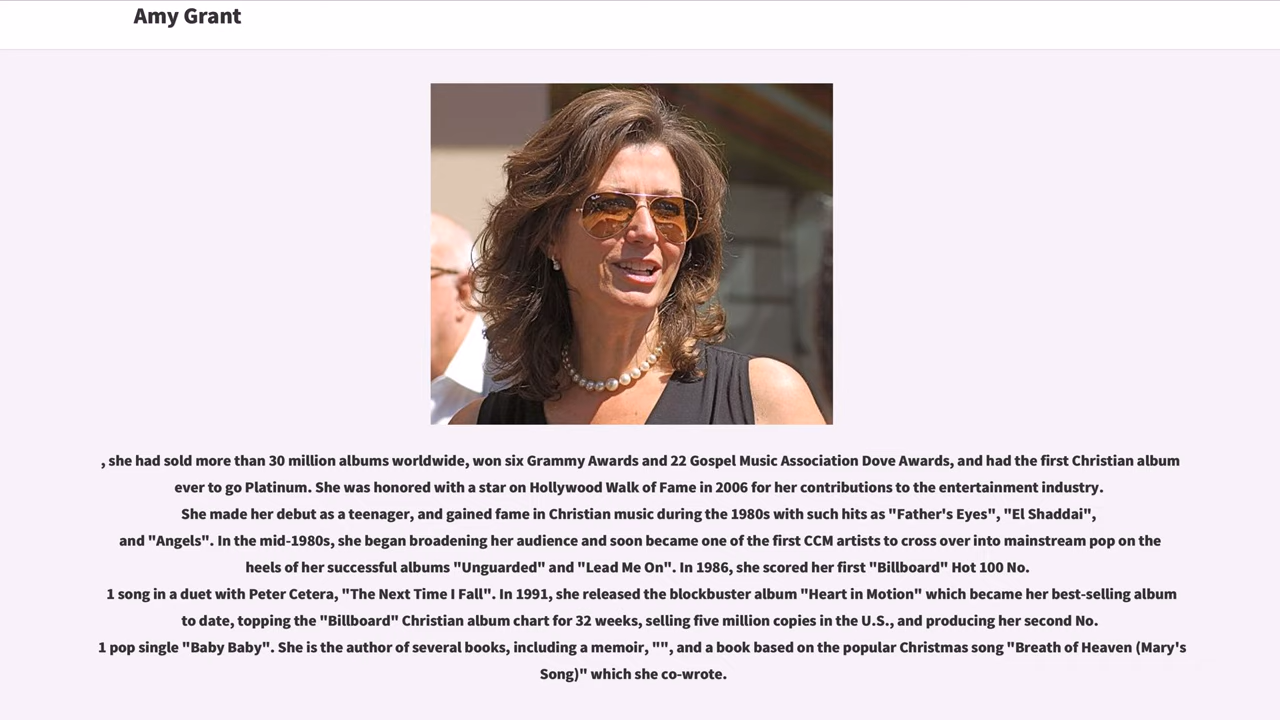 Amy Grant
, she had sold more than 30 million albums worldwide, won six Grammy Awards and 22 Gospel Music Association Dove Awards, and had the first Christian album
ever to go Platinum. She was honored with a star on Hollywood Walk of Fame in 2006 for her contributions to the entertainment industry.
She made her debut as a teenager, and gained fame in Christian music during the 1980s with such hits as "Father's Eyes", "El Shaddai",
and "Angels". In the mid-1980s, she began broadening her audience and soon became one of the first CCM artists to cross over into mainstream pop on the
heels of her successful albums "Unguarded" and "Lead Me On". In 1986, she scored her first "Billboard" Hot 100 No.
1 song in a duet with Peter Cetera, "The Next Time I Fall". In 1991, she released the blockbuster album "Heart in Motion" which became her best-selling album
to date, topping the "Billboard" Christian album chart for 32 weeks, selling five million copies in the U.S., and producing her second No.
1 pop single "Baby Baby". She is the author of several books, including a memoir, "", and a book based on the popular Christmas song "Breath of Heaven (Mary's
Song)" which she co-wrote.